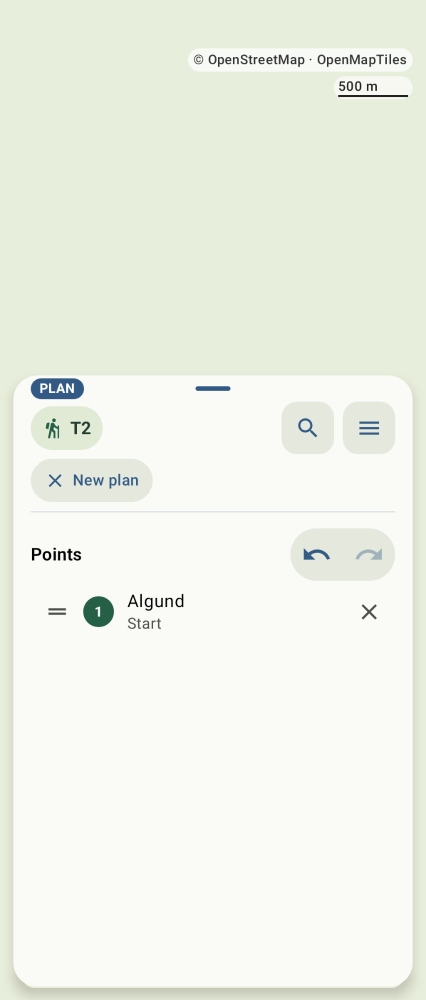 © OpenStreetMap · OpenMapTiles
500 m
PLAN
T2
New plan
Points
1
Algund
Start